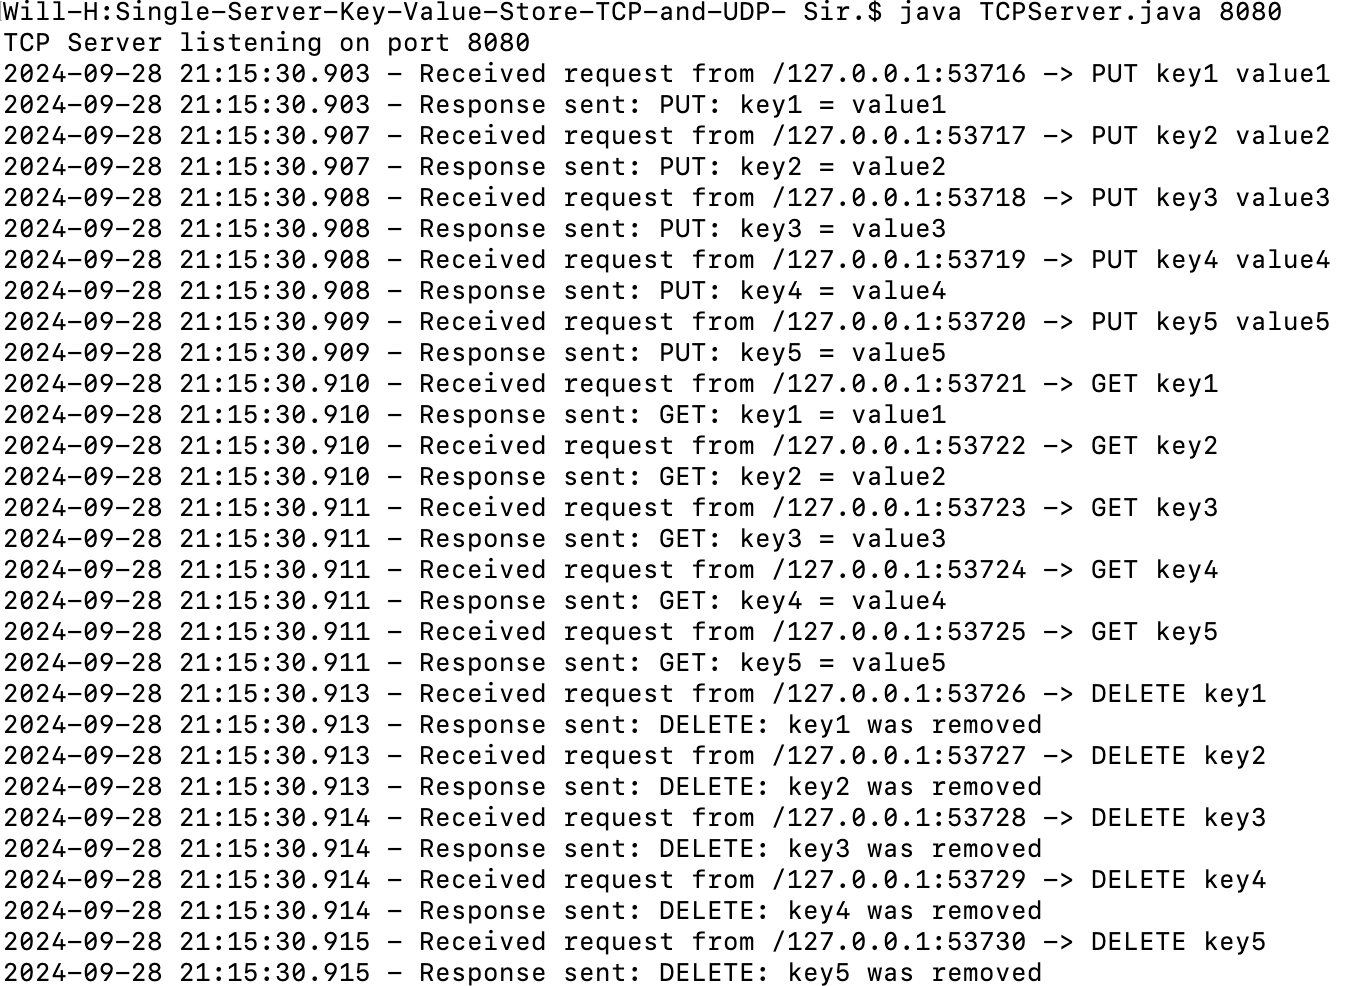 Will-H:Single-Server-Key-Value-Store-TCP-and-UDP- Sir.$ java TCPServer.java 8080
TCP Server listening on port 8080
2024-09-28 21:15:30.903 - Received request from /127.0.0.1:53716 -> PUT key1 value1
2024-09-28 21:15:30.903 - Response sent: PUT: key1 = value1
2024-09-28 21:15:30.907 - Received request from /127.0.0.1:53717 -> PUT key2 value2
2024-09-28 21:15:30.907 - Response sent: PUT: key2 = value2
2024-09-28 21:15:30.908 - Received request from /127.0.0.1:53718 -> PUT key3 value3
2024-09-28 21:15:30.908 - Response sent: PUT: key3 = value3
2024-09-28 21:15:30.908 - Received request from /127.0.0.1:53719 -> PUT key4 value4
2024-09-28 21:15:30.908 - Response sent: PUT: key4 = value4
2024-09-28 21:15:30.909 - Received request from /127.0.0.1:53720 -> PUT key5 value5
2024-09-28 21:15:30.909 - Response sent: PUT: key5 = value5
2024-09-28 21:15:30.910 - Received request from /127.0.0.1:53721 -> GET key1
2024-09-28 21:15:30.910 - Response sent: GET: key1 = value1
2024-09-28 21:15:30.910 - Received request from /127.0.0.1:53722 -> GET key2
2024-09-28 21:15:30.910 - Response sent: GET: key2 = value2
2024-09-28 21:15:30.911 - Received request from /127.0.0.1:53723 -> GET key3
2024-09-28 21:15:30.911 - Response sent: GET: key3 = value3
2024-09-28 21:15:30.911 - Received request from /127.0.0.1:53724 -> GET key4
2024-09-28 21:15:30.911 - Response sent: GET: key4 = value4
2024-09-28 21:15:30.911 - Received request from /127.0.0.1:53725 -> GET key5
2024-09-28 21:15:30.911 - Response sent: GET: key5 = value5
2024-09-28 21:15:30.913 - Received request from /127.0.0.1:53726 -> DELETE key1
2024-09-28 21:15:30.913 - Response sent: DELETE: key1 was removed
2024-09-28 21:15:30.913 - Received request from /127.0.0.1:53727 -> DELETE key2
2024-09-28 21:15:30.913 - Response sent: DELETE: key2 was removed
2024-09-28 21:15:30.914 - Received request from /127.0.0.1:53728 -> DELETE key3
2024-09-28 21:15:30.914 - Response sent: DELETE: key3 was removed
2024-09-28 21:15:30.914 - Received request from /127.0.0.1:53729 -> DELETE key4
2024-09-28 21:15:30.914 - Response sent: DELETE: key4 was removed
2024-09-28 21:15:30.915 - Received request from /127.0.0.1:53730 -> DELETE key5
2024-09-28 21:15:30.915 - Response sent: DELETE: key5 was removed